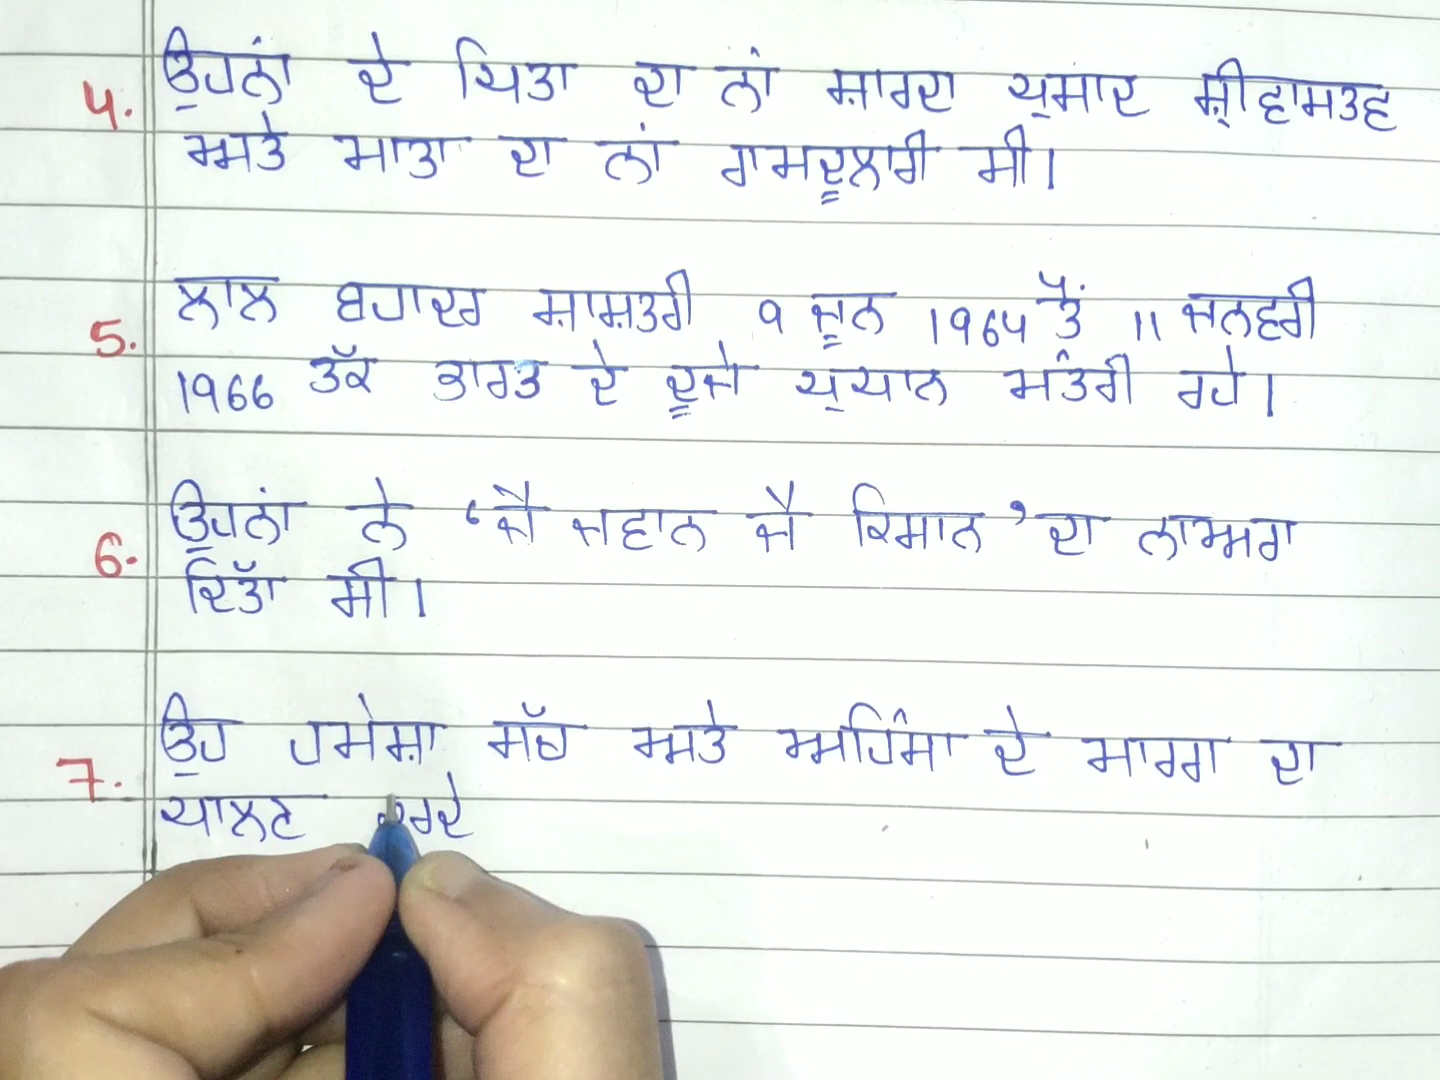 4. ਉਹਨਾਂ ਦੇ ਪਿਤਾ ਦਾ ਨਾਂ ਸ਼ਾਰਦਾ ਪ੍ਰਸਾਦ ਸ਼੍ਰੀਵਾਸਤਵ
ਅਤੇ ਮਾਤਾ ਦਾ ਨਾਂ ਰਾਮਦੂਲਾਰੀ ਸੀ।
5. ਲਾਲ ਬਹਾਦਰ ਸ਼ਾਸ਼ਤਰੀ 9 ਜੂਨ 1964 ਤੋਂ 11 ਜਨਵਰੀ
1966 ਤੱਕ ਭਾਰਤ ਦੇ ਦੂਜੇ ਪ੍ਰਧਾਨ ਮੰਤਰੀ ਰਹੇ।
6. ਉਹਨਾਂ ਨੇ ‘ਜੈ ਜਵਾਨ ਜੈ ਕਿਸਾਨ’ ਦਾ ਨਾਅਰਾ
ਦਿੱਤਾ ਸੀ।
7. ਉਹ ਹਮੇਸ਼ਾ ਸੱਚ ਅਤੇ ਅਹਿੰਸਾ ਦੇ ਮਾਰਗ ਦਾ
ਪਾਲਣ ਕਰਦੇ